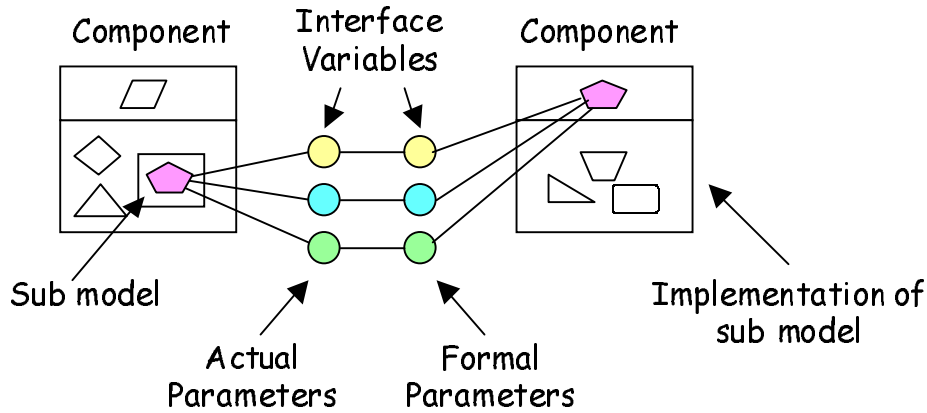 Component
Interface
Variables
Component
Sub model
Implementation of
sub model
Actual
Parameters
Formal
Parameters